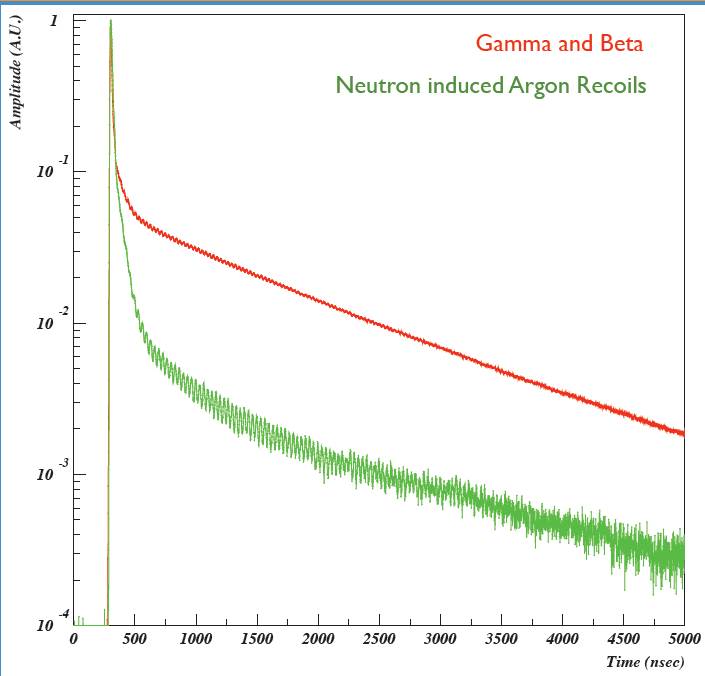 Amplitude (A.U.)
Gamma and Beta
Neutron induced Argon Recoils
1
10 -1
10 -2
10 -3
10 -4
0 500 1000 1500 2000 2500 3000 3500 4000 4500 5000
Time (nsec)